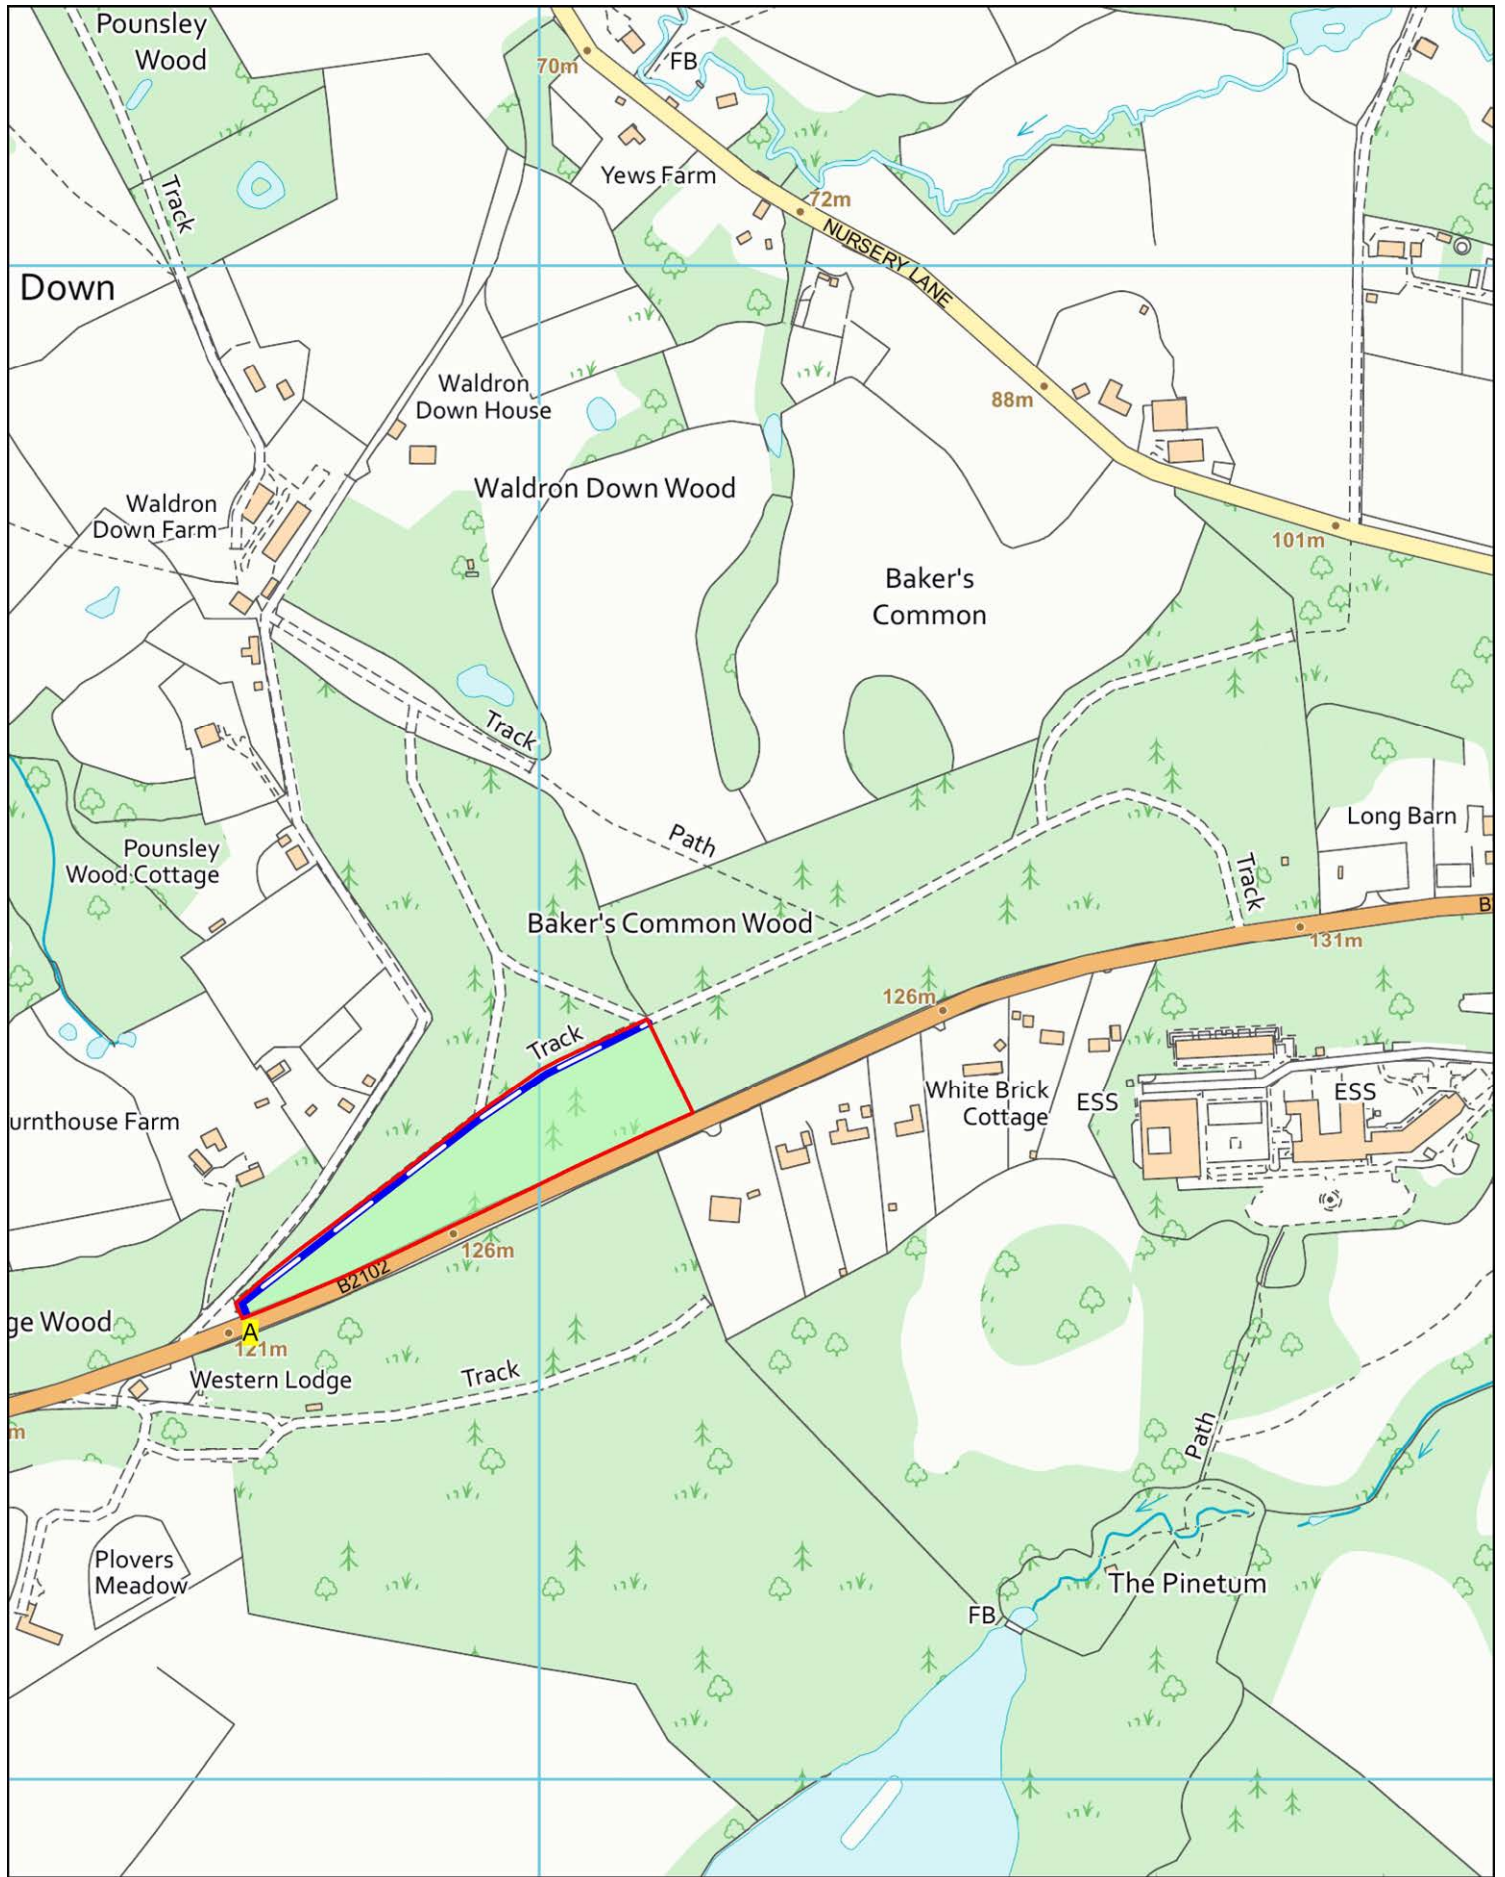 Pounsley
Wood
70m
FB
Track
Yews Farm
72m
NURSERY LANE
Down
Waldron
Down House
88m
Waldron Down Wood
Waldron
Down Farm
101m
Baker's
Common
Track
Path
Long Barn
Pounsley
Wood Cottage
Track
Baker's Common Wood
B
131m
126m
Track
White Brick
Cottage
ESS
ESS
urnthouse Farm
126m
B2102
ge Wood
A
121m
Western Lodge
Track
m
Path
Plovers
Meadow
The Pinetum
FB